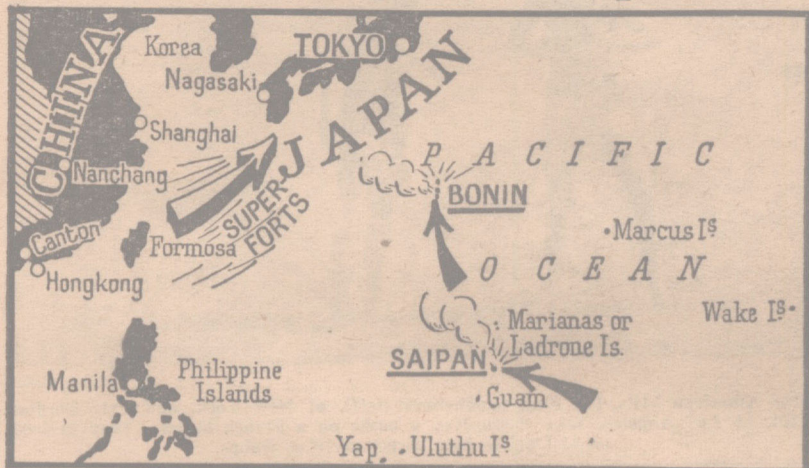 Korea
TOKYO
CHINA
Nagasaki
JAPAN
Shanghai
PACIFIC
Nanchang
BONIN
SUPER-
FORTS
Marcus Is
Canton
Formosa
OCEAN
Hongkong
Wake Is
Marianas or
Ladrone Is.
SAIPAN
Manila
Philippine
Islands
Guam
Yap
Uluthu Is